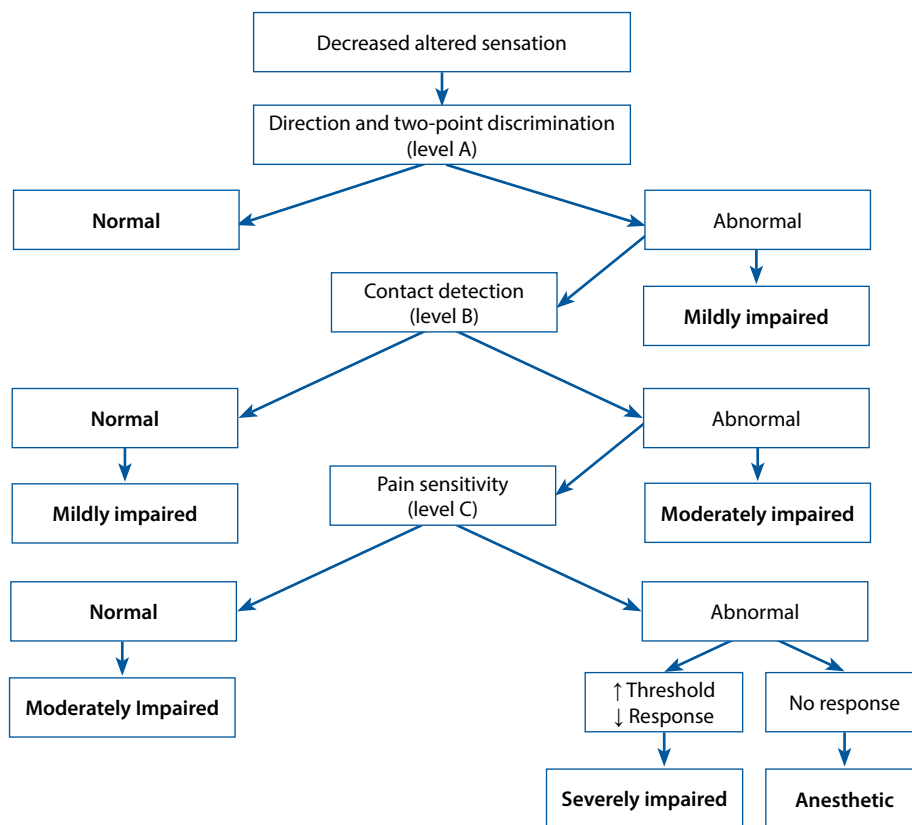 Decreased altered sensation
Direction and two-point discrimination
(level A)
Normal
Abnormal
Contact detection
(level B)
Mildly impaired
Normal
Abnormal
Mildly impaired
Pain sensitivity
(level C)
Moderately impaired
Normal
Abnormal
Moderately Impaired
↑ Threshold
↓ Response
No response
Severely impaired
Anesthetic